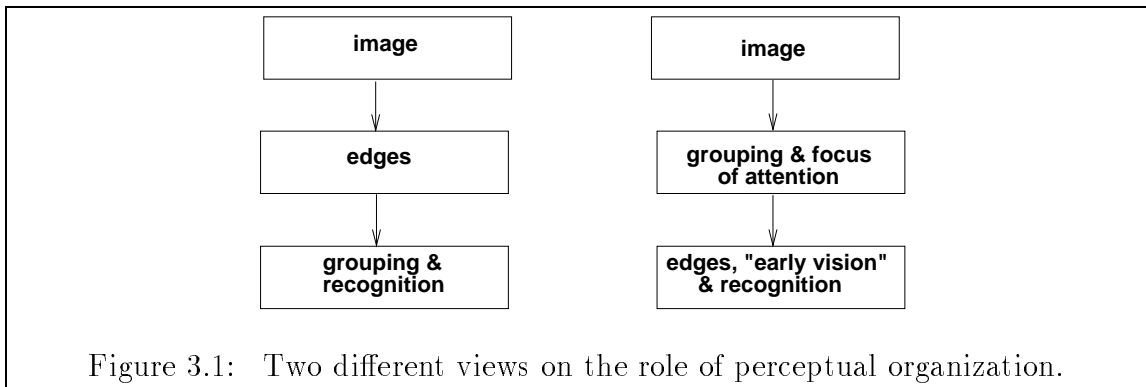 image
edges
grouping &
recognition
image
grouping & focus
of attention
edges, "early vision"
& recognition
Figure 3.1: Two different views on the role of perceptual organization.